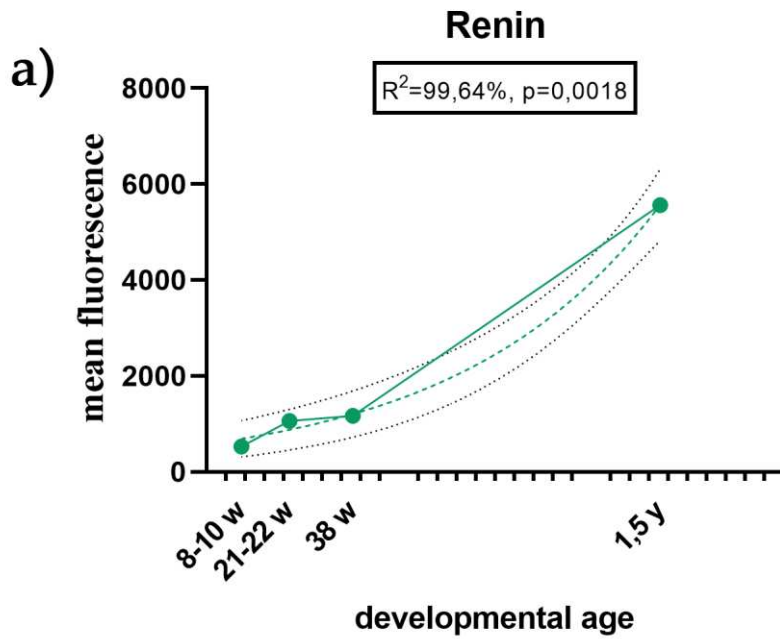 Renin
a)
R²=99,64%, p=0,0018
mean fluorescence
8000
6000
4000
2000
0
8-10 w
21-22 w
38 w
1,5 y
developmental age